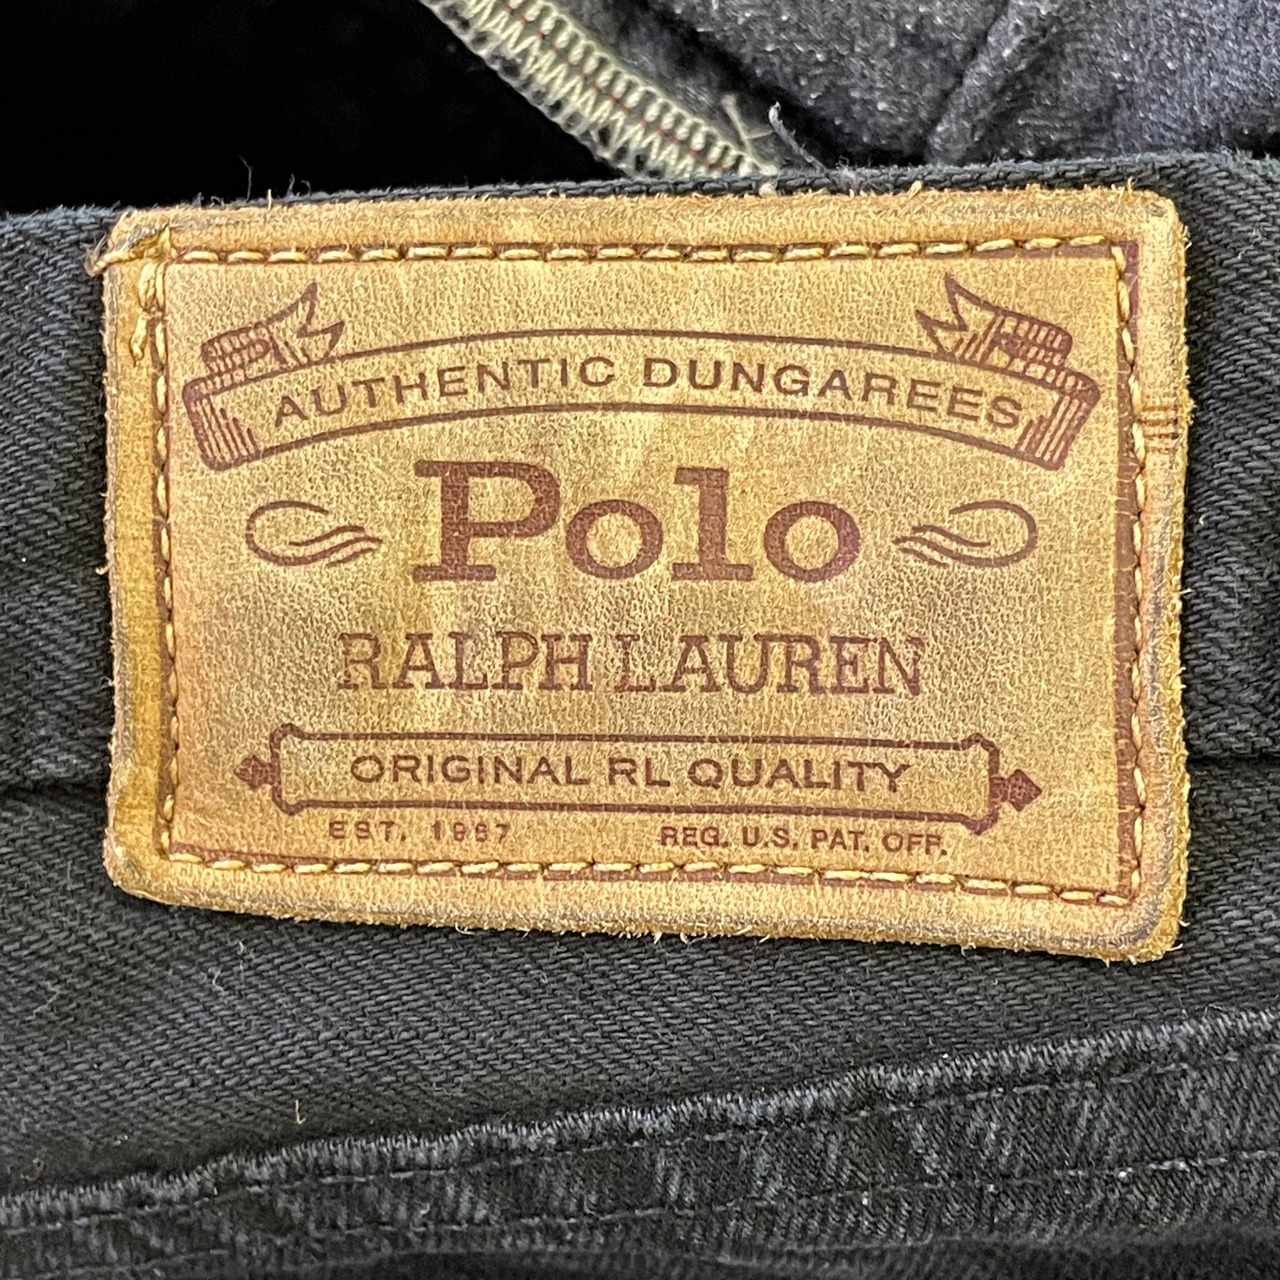 AUTHENTIC DUNGAREES
Polo
RALPH LAUREN
ORIGINAL RL QUALITY
EST. 1967 REG. U.S. PAT. OFF.